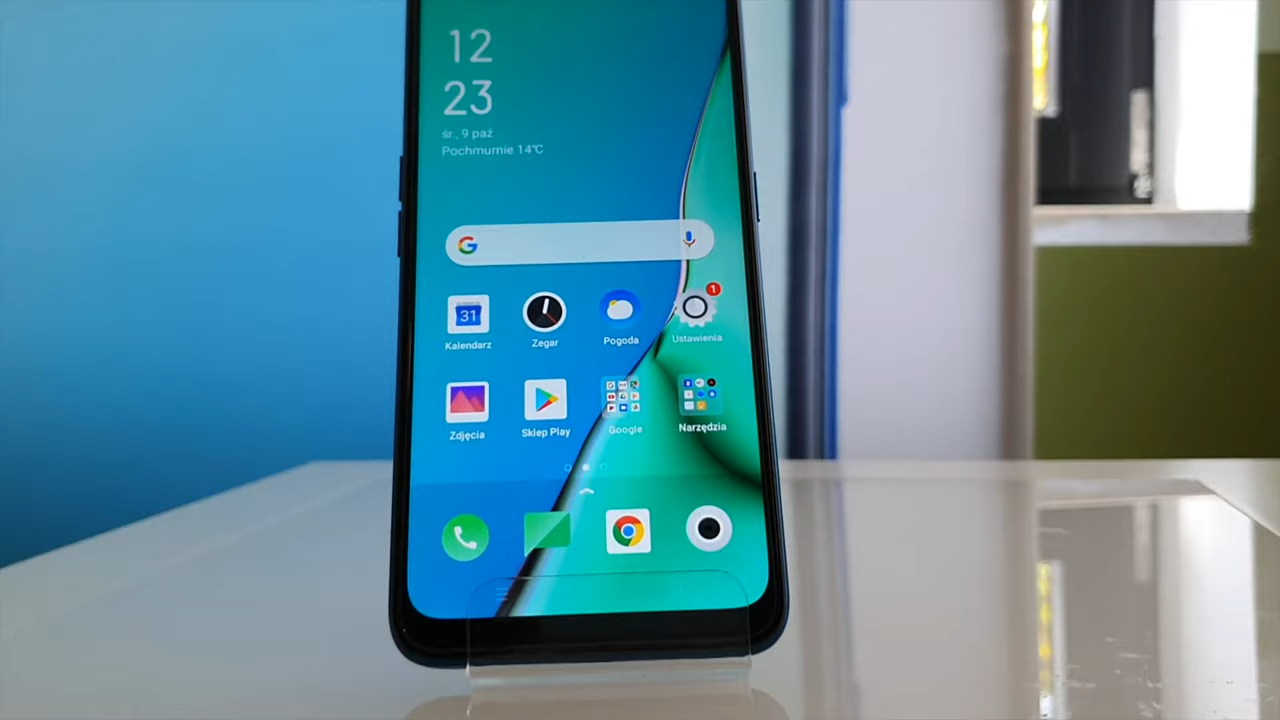 12
23
śr., 9 paź
Pochmurnie 14°C
G
1
31
Kalendarz Zegar Pogoda Ustawienia
Zdjęcia Sklep Play Google Narzędzia